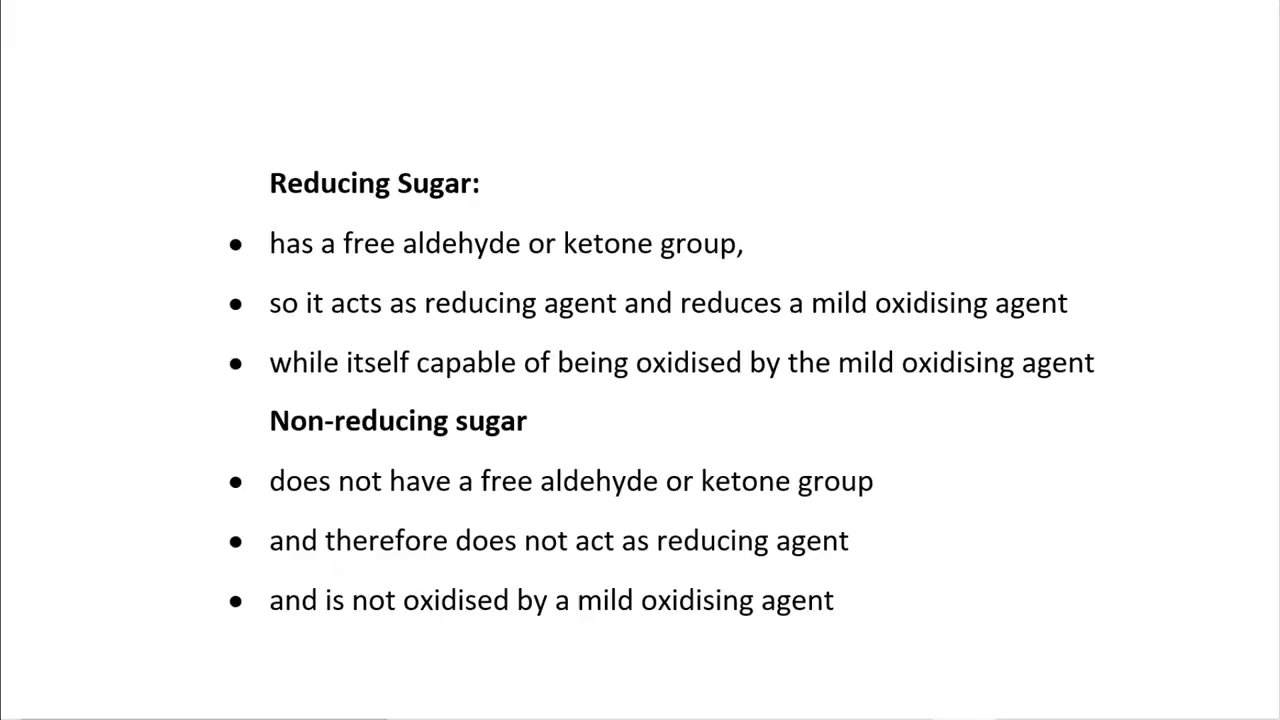 Reducing Sugar:
● has a free aldehyde or ketone group,
● so it acts as reducing agent and reduces a mild oxidising agent
● while itself capable of being oxidised by the mild oxidising agent
Non-reducing sugar
● does not have a free aldehyde or ketone group
● and therefore does not act as reducing agent
● and is not oxidised by a mild oxidising agent